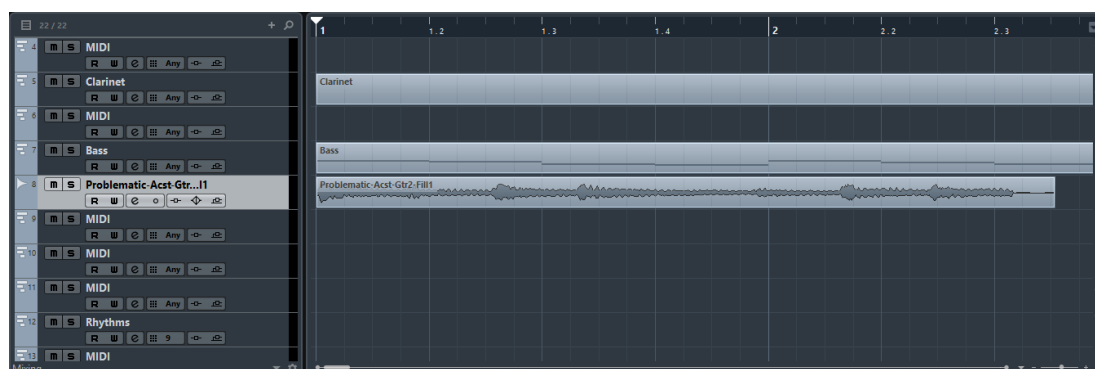 22 / 22
1 1.2 1.3 1.4 2 2.2 2.3
4 m S MIDI
R W e Any
5 m S Clarinet
R W e Any
Clarinet
6 m S MIDI
R W e Any
7 m S Bass
R W e Any
Bass
8 m S Problematic-Acst-Gtr...l1
R W e
Problematic-Acst-Gtr2-Fill1
9 m S MIDI
R W e Any
10 m S MIDI
R W e Any
11 m S MIDI
R W e Any
12 m S Rhythms
R W e 9
13 m S MIDI
Mixing